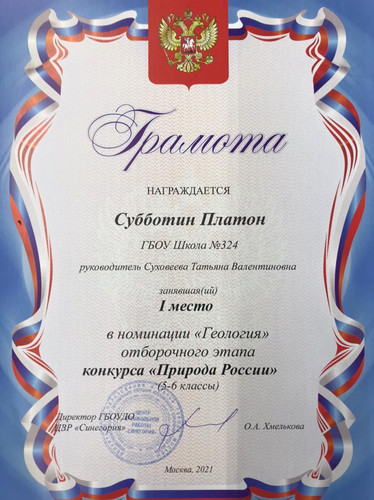 Грамота
НАГРАЖДАЕТСЯ
Субботин Платон
ГБОУ Школа №324
руководитель Суховеева Татьяна Валентиновна
занявшая(ий)
I место
в номинации «Геология»
отборочного этапа
конкурса «Природа России»
(5-6 классы)
Директор ГБОУДО
ДЗР «Синегория»
О.А. Хмелькова
Москва, 2021